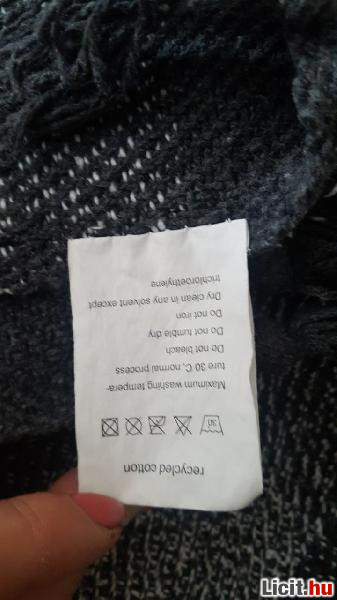 recycled cotton
30
Maximum washing tempera-
ture 30 C, normal process
Do not bleach
Do not tumble dry
Do not iron
Dry clean in any solvent except
trichloroethylene
Licit.hu